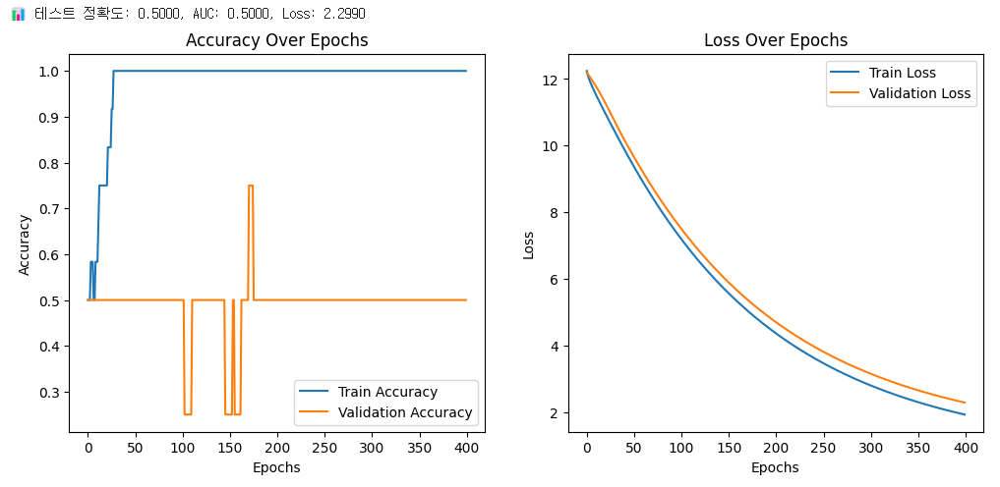 📊 테스트 정확도: 0.5000, AUC: 0.5000, Loss: 2.2990
Accuracy Over Epochs
1.0
0.9
0.8
0.7
0.6
0.5
0.4
0.3
Accuracy
Train Accuracy
Validation Accuracy
0 50 100 150 200 250 300 350 400
Epochs
Loss Over Epochs
12
10
8
6
4
2
Loss
Train Loss
Validation Loss
0 50 100 150 200 250 300 350 400
Epochs